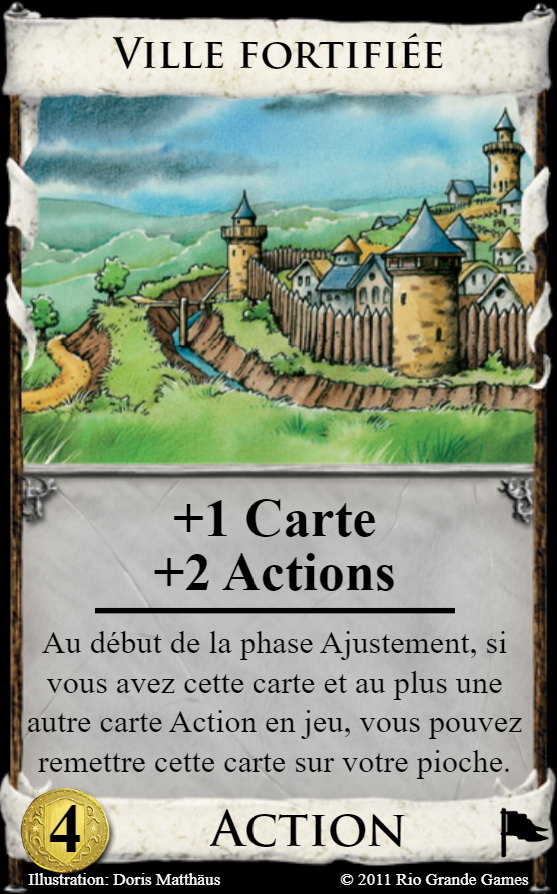 VILLE FORTIFIÉE
+1 Carte
+2 Actions
Au début de la phase Ajustement, si
vous avez cette carte et au plus une
autre carte Action en jeu, vous pouvez
remettre cette carte sur votre pioche.
4
ACTION
Illustration: Doris Matthäus © 2011 Rio Grande Games